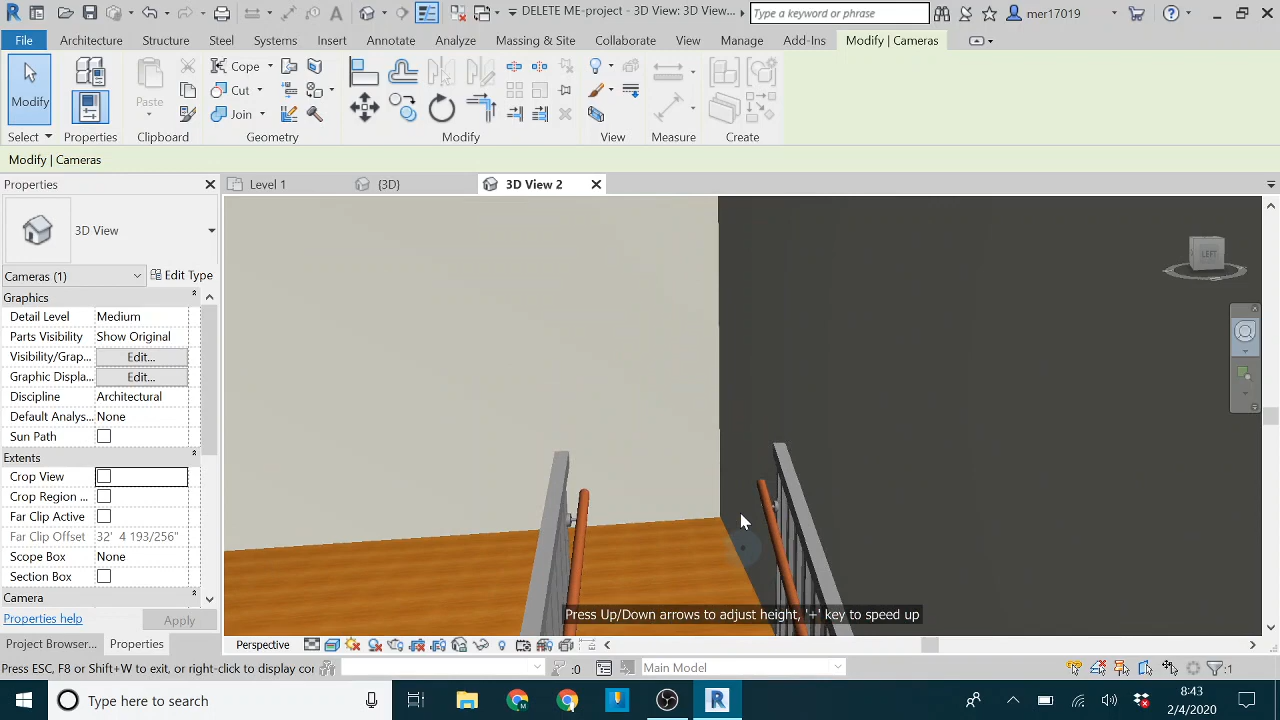 DELETE ME-project - 3D View: 3D View...
Type a keyword or phrase
mer17019
File
Architecture
Structure
Steel
Systems
Insert
Annotate
Analyze
Massing & Site
Collaborate
View
Manage
Add-Ins
Modify | Cameras
Modify
Paste
Cope
Cut
Join
Select
Properties
Clipboard
Geometry
Modify
View
Measure
Create
Modify | Cameras
Properties
Level 1
{3D}
3D View 2
3D View
LEFT
Cameras (1)
Edit Type
Graphics
Detail Level Medium
Parts Visibility Show Original
Visibility/Grap... Edit...
Graphic Displa... Edit...
Discipline Architectural
Default Analys... None
Sun Path
Extents
Crop View
Crop Region ...
Far Clip Active
Far Clip Offset 32' 4 193/256"
Scope Box None
Section Box
Camera
Properties help
Apply
Press Up/Down arrows to adjust height, '+' key to speed up
Project Browser...
Properties
Perspective
Press ESC, F8 or Shift+W to exit, or right-click to display cor
:0
Main Model
:1
Type here to search
8:43
2/4/2020